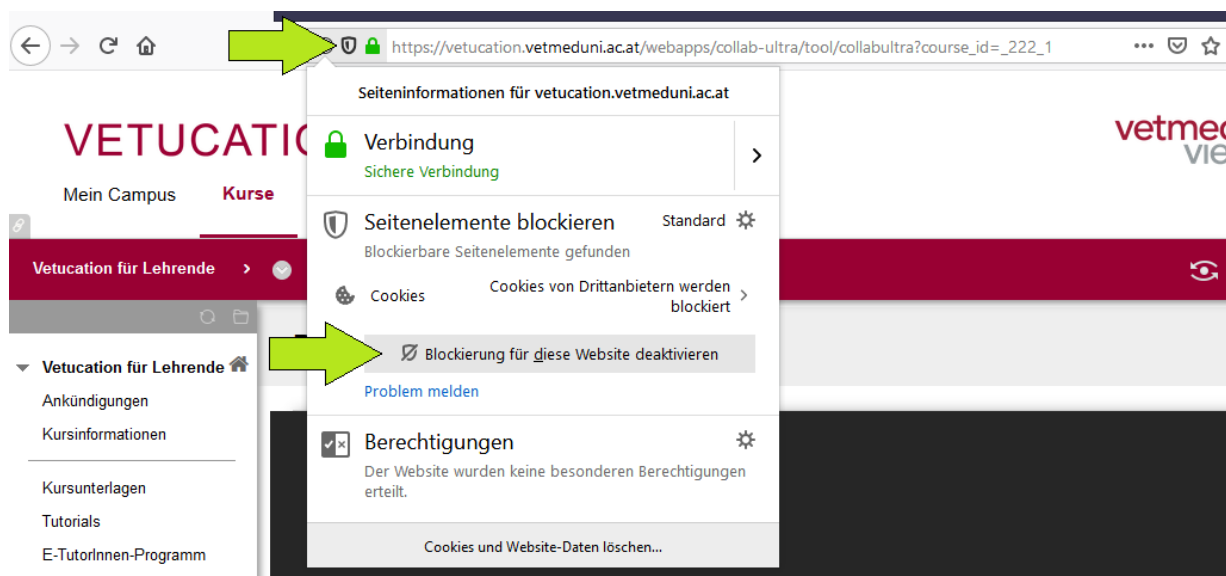 https://vetucation.vetmeduni.ac.at/webapps/collab-ultra/tool/collabultra?course_id=_222_1
Seiteninformationen für vetucation.vetmeduni.ac.at
VETUCATIO
vetmed
vie
Verbindung
Sichere Verbindung
Mein Campus Kurse
Seitenelemente blockieren Standard
Blockierbare Seitenelemente gefunden
Vetucation für Lehrende
Cookies Cookies von Drittanbietern werden
blockiert
Blockierung für diese Website deaktivieren
Vetucation für Lehrende
Problem melden
Ankündigungen
Kursinformationen
Berechtigungen
Der Website wurden keine besonderen Berechtigungen
erteilt.
Kursunterlagen
Tutorials
E-TutorInnen-Programm
Cookies und Website-Daten löschen...